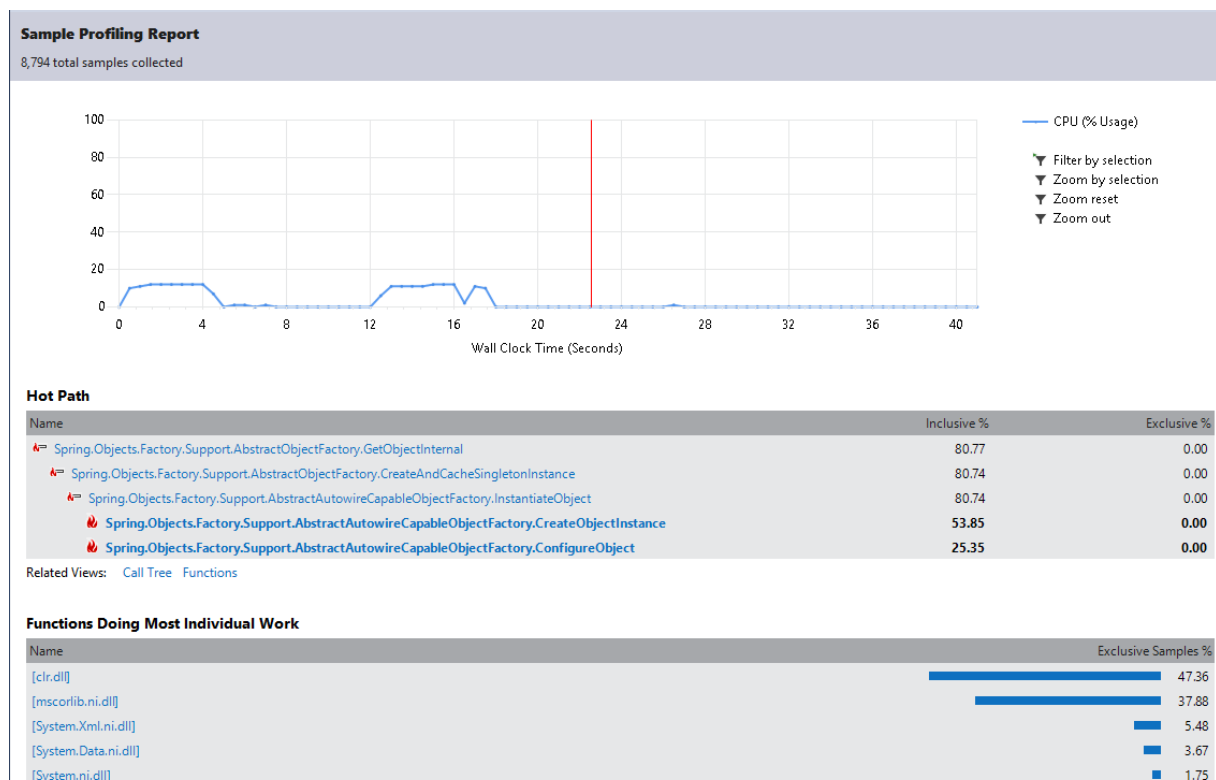 Sample Profiling Report
8,794 total samples collected
100
80
60
40
20
0
0 4 8 12 16 20 24 28 32 36 40
Wall Clock Time (Seconds)
CPU (% Usage)
Filter by selection
Zoom by selection
Zoom reset
Zoom out
Hot Path
Name Inclusive % Exclusive %
Spring.Objects.Factory.Support.AbstractObjectFactory.GetObjectInternal 80.77 0.00
Spring.Objects.Factory.Support.AbstractObjectFactory.CreateAndCacheSingletonInstance 80.74 0.00
Spring.Objects.Factory.Support.AbstractAutowireCapableObjectFactory.InstantiateObject 80.74 0.00
Spring.Objects.Factory.Support.AbstractAutowireCapableObjectFactory.CreateObjectInstance 53.85 0.00
Spring.Objects.Factory.Support.AbstractAutowireCapableObjectFactory.ConfigureObject 25.35 0.00
Related Views: Call Tree Functions
Functions Doing Most Individual Work
Name Exclusive Samples %
[clr.dll] 47.36
[mscorlib.ni.dll] 37.88
[System.Xml.ni.dll] 5.48
[System.Data.ni.dll] 3.67
[System.ni.dll] 1.75